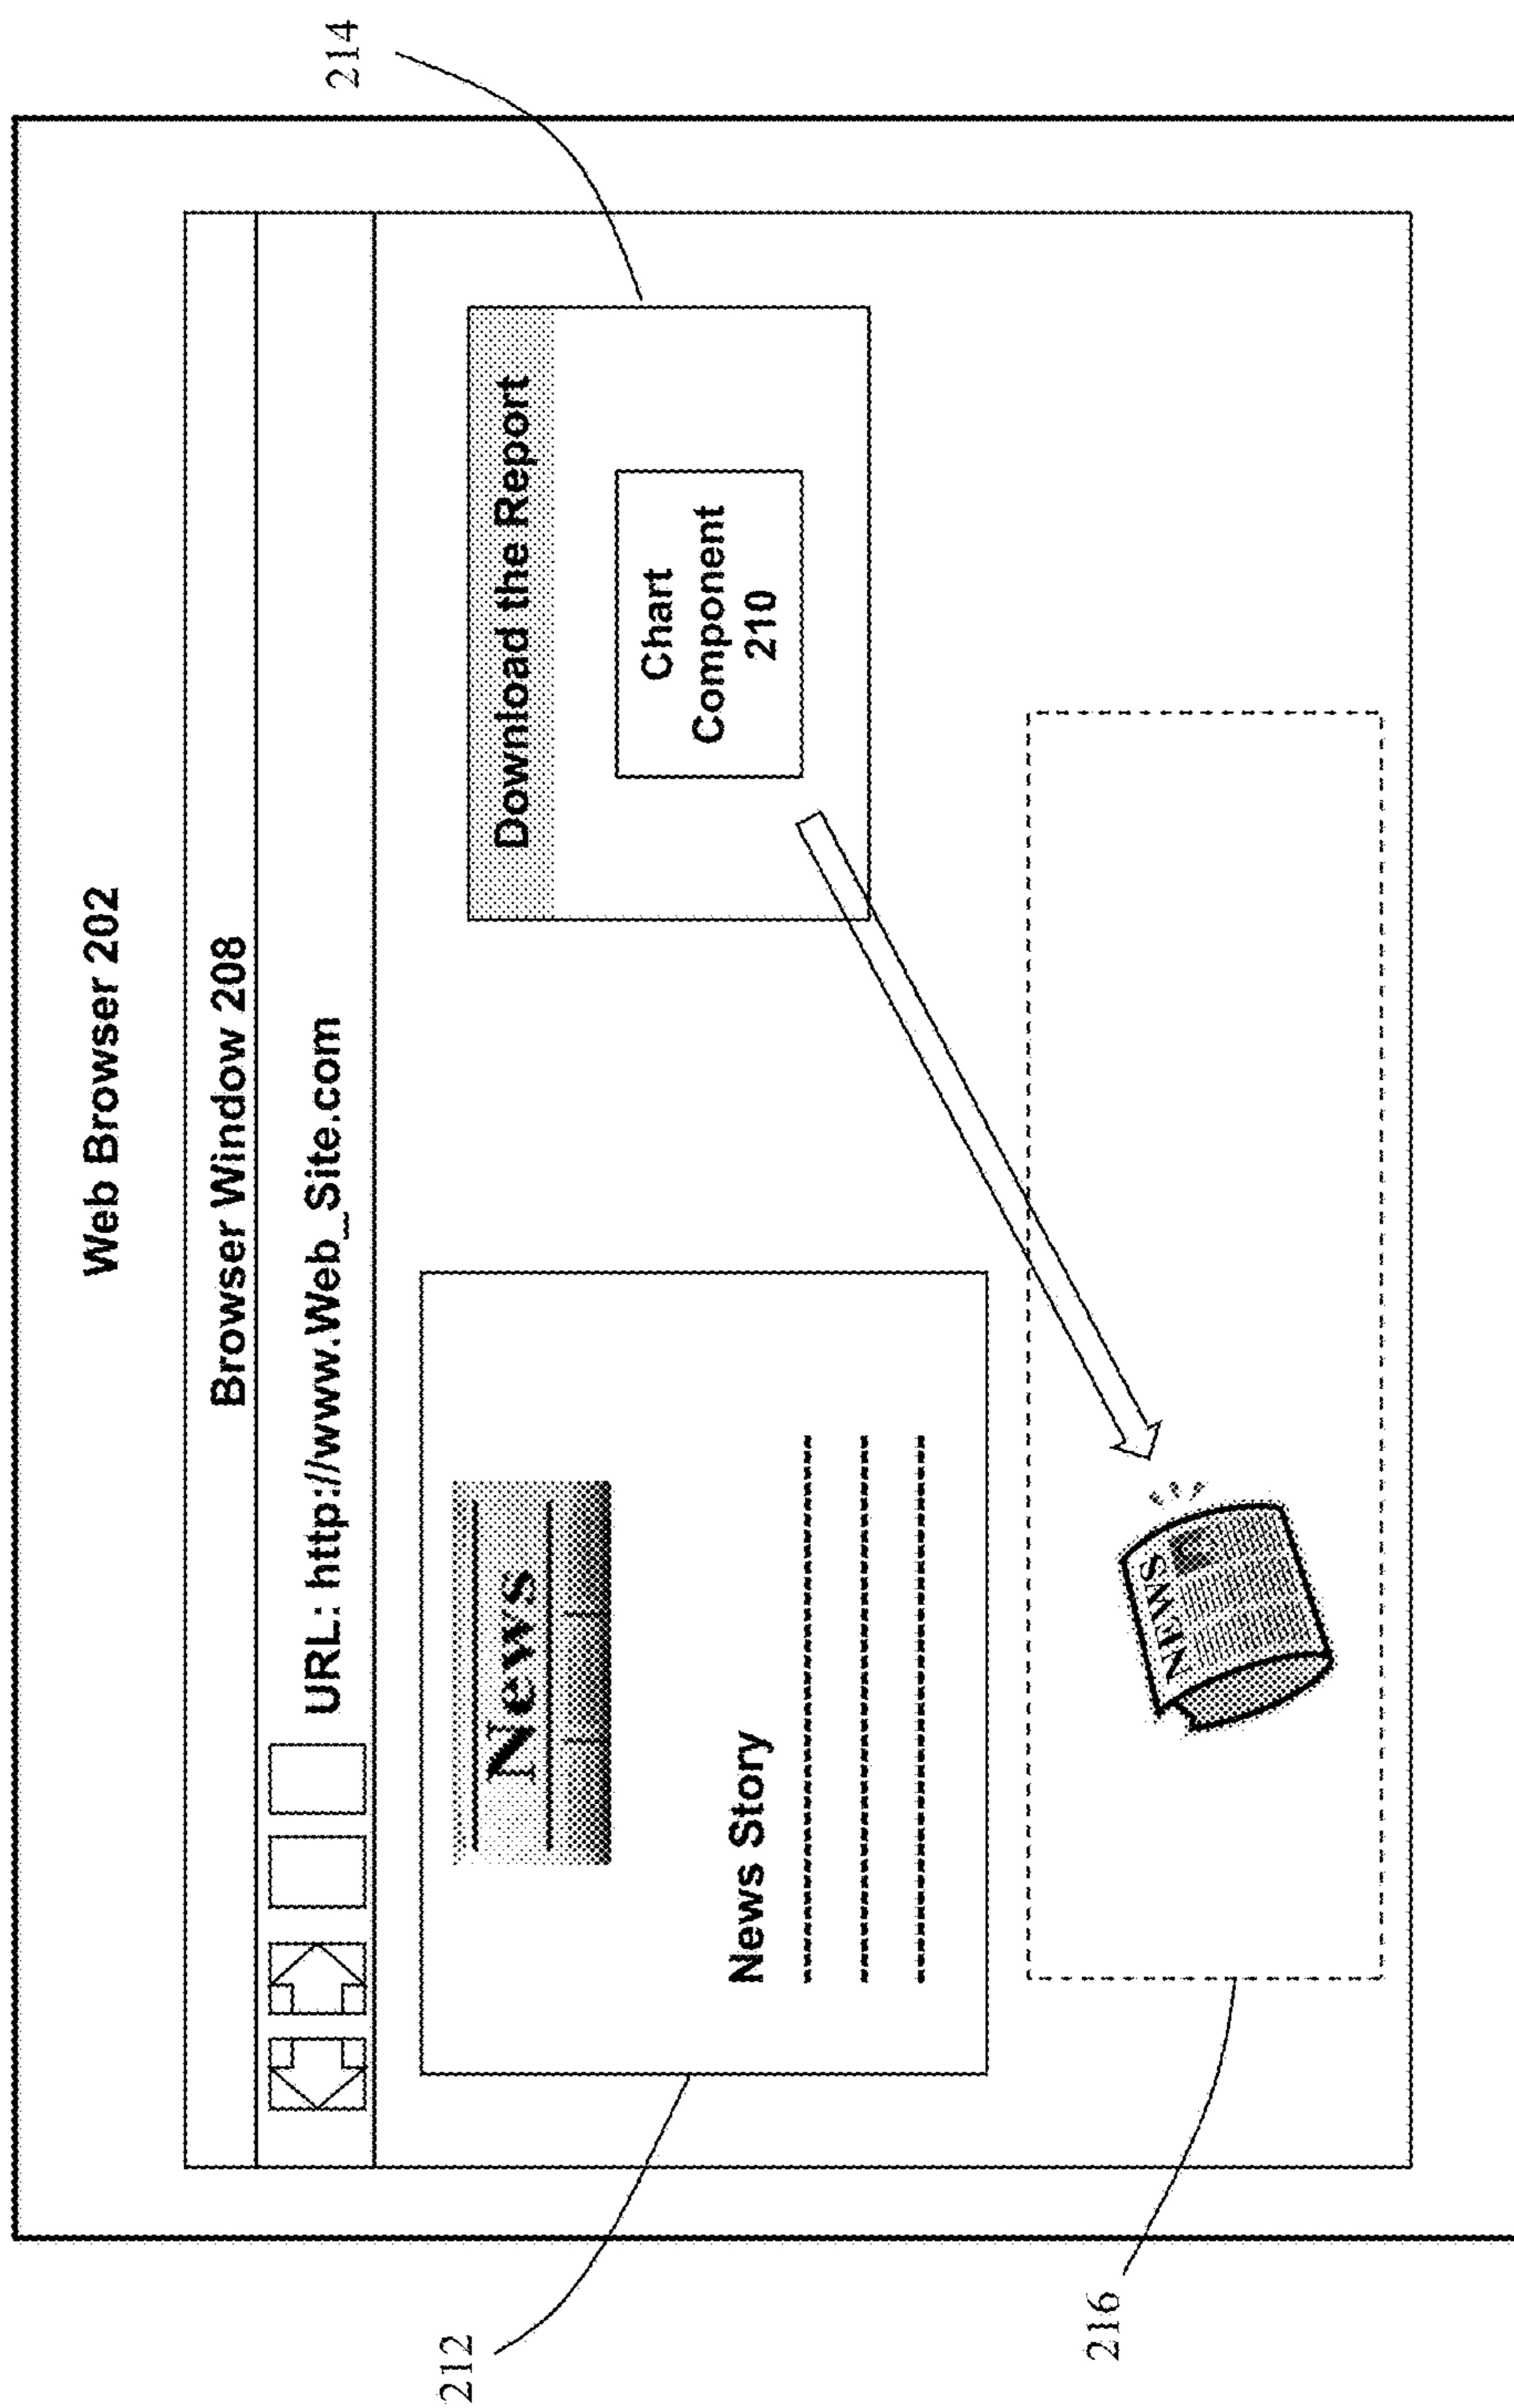 Web Browser 202
Browser Window 208
URL: http://www.Web_Site.com
214
212
News
News Story
Download the Report
Chart
Component
210
NEWS
216